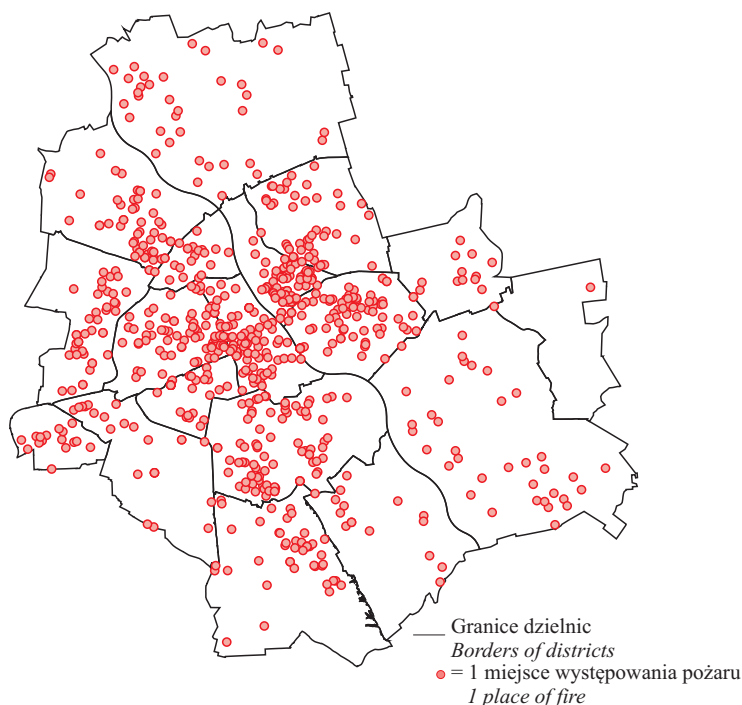 Granice dzielnic
Borders of districts
= 1 miejsce występowania pożaru
1 place of fire